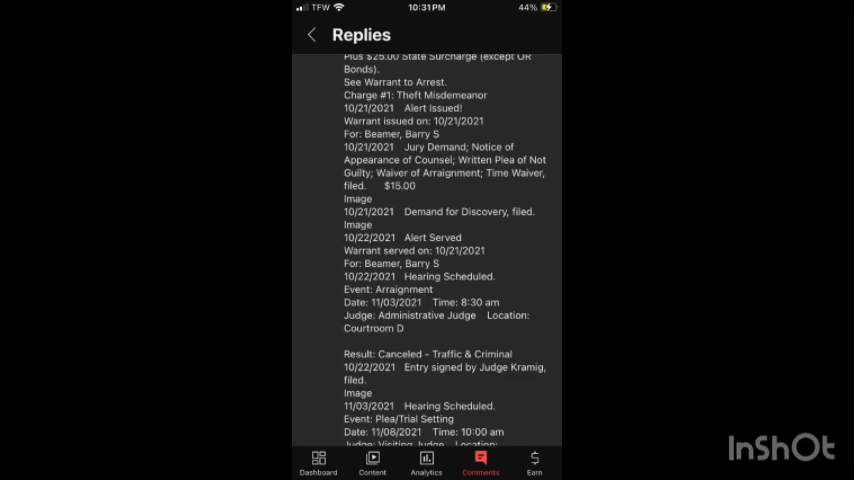 TFW 10:31PM 44%
Replies
Plus $25.00 State Surcharge (except OR
Bonds).
See Warrant to Arrest.
Charge #1: Theft Misdemeanor
10/21/2021 Alert Issued!
Warrant issued on: 10/21/2021
For: Beamer, Barry S
10/21/2021 Jury Demand; Notice of
Appearance of Counsel; Written Plea of Not
Guilty; Waiver of Arraignment; Time Waiver,
filed. $15.00
Image
10/21/2021 Demand for Discovery, filed.
Image
10/22/2021 Alert Served
Warrant served on: 10/21/2021
For: Beamer, Barry S
10/22/2021 Hearing Scheduled.
Event: Arraignment
Date: 11/03/2021 Time: 8:30 am
Judge: Administrative Judge Location:
Courtroom D
Result: Canceled - Traffic & Criminal
10/22/2021 Entry signed by Judge Kramig,
filed.
Image
11/03/2021 Hearing Scheduled.
Event: Plea/Trial Setting
Date: 11/08/2021 Time: 10:00 am
Judge: Visiting Judge Location:
Dashboard Content Analytics Comments Earn
InShOt